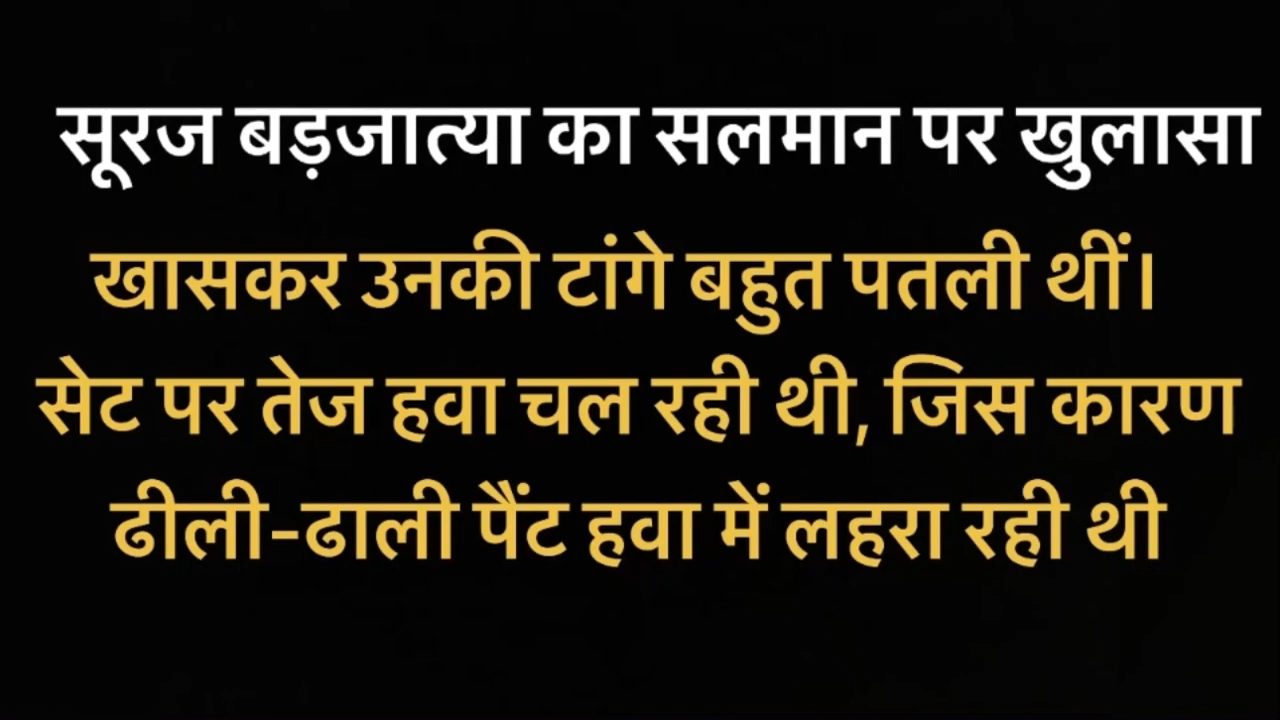 सूरज बड़जात्या का सलमान पर खुलासा
खासकर उनकी टांगे बहुत पतली थीं।
सेट पर तेज हवा चल रही थी, जिस कारण
ढीली-ढाली पैंट हवा में लहरा रही थी